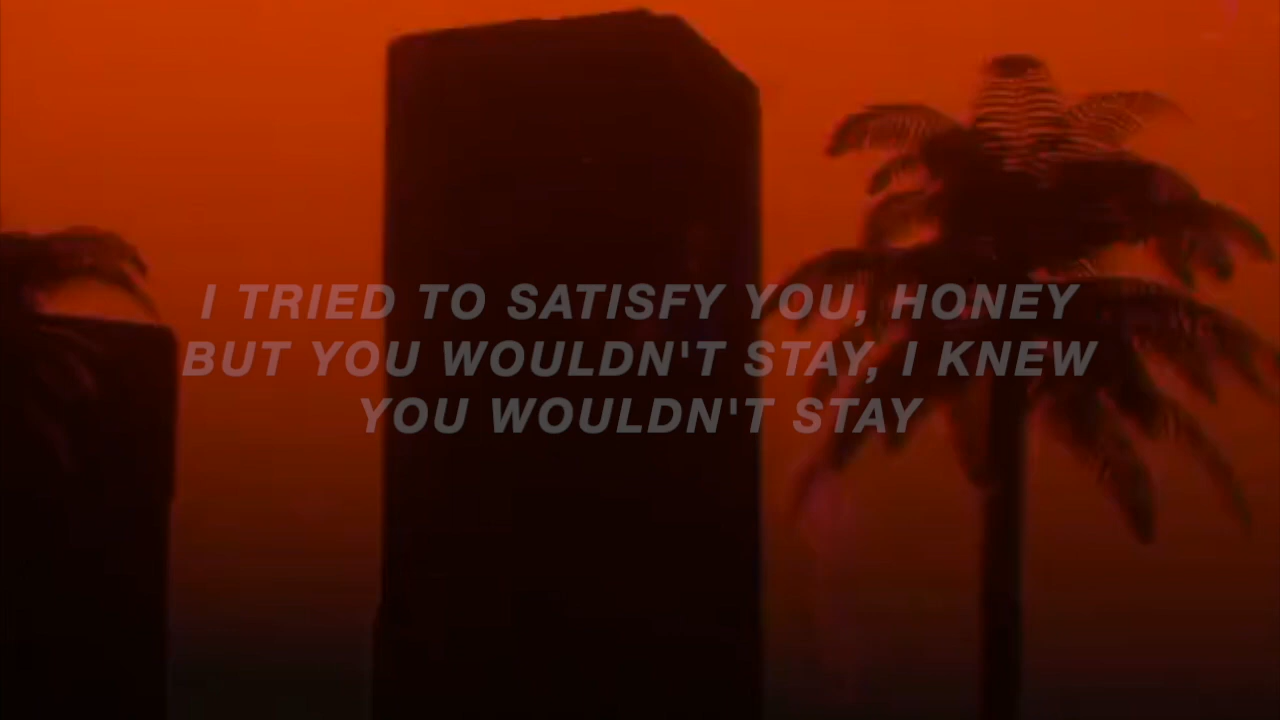 I TRIED TO SATISFY YOU, HONEY
BUT YOU WOULDN'T STAY, I KNEW
YOU WOULDN'T STAY